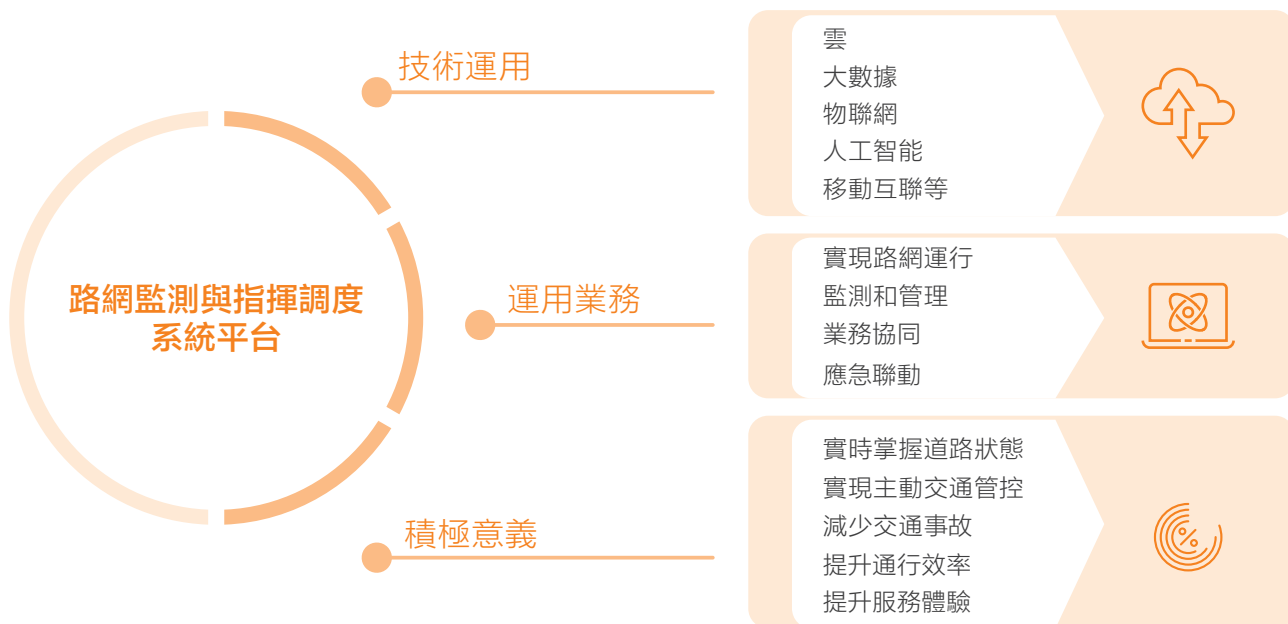 路網監測與指揮調度
系統平台
技術運用
雲
大數據
物聯網
人工智能
移動互聯等
運用業務
實現路網運行
監測和管理
業務協同
應急聯動
積極意義
實時掌握道路狀態
實現主動交通管控
減少交通事故
提升通行效率
提升服務體驗
%